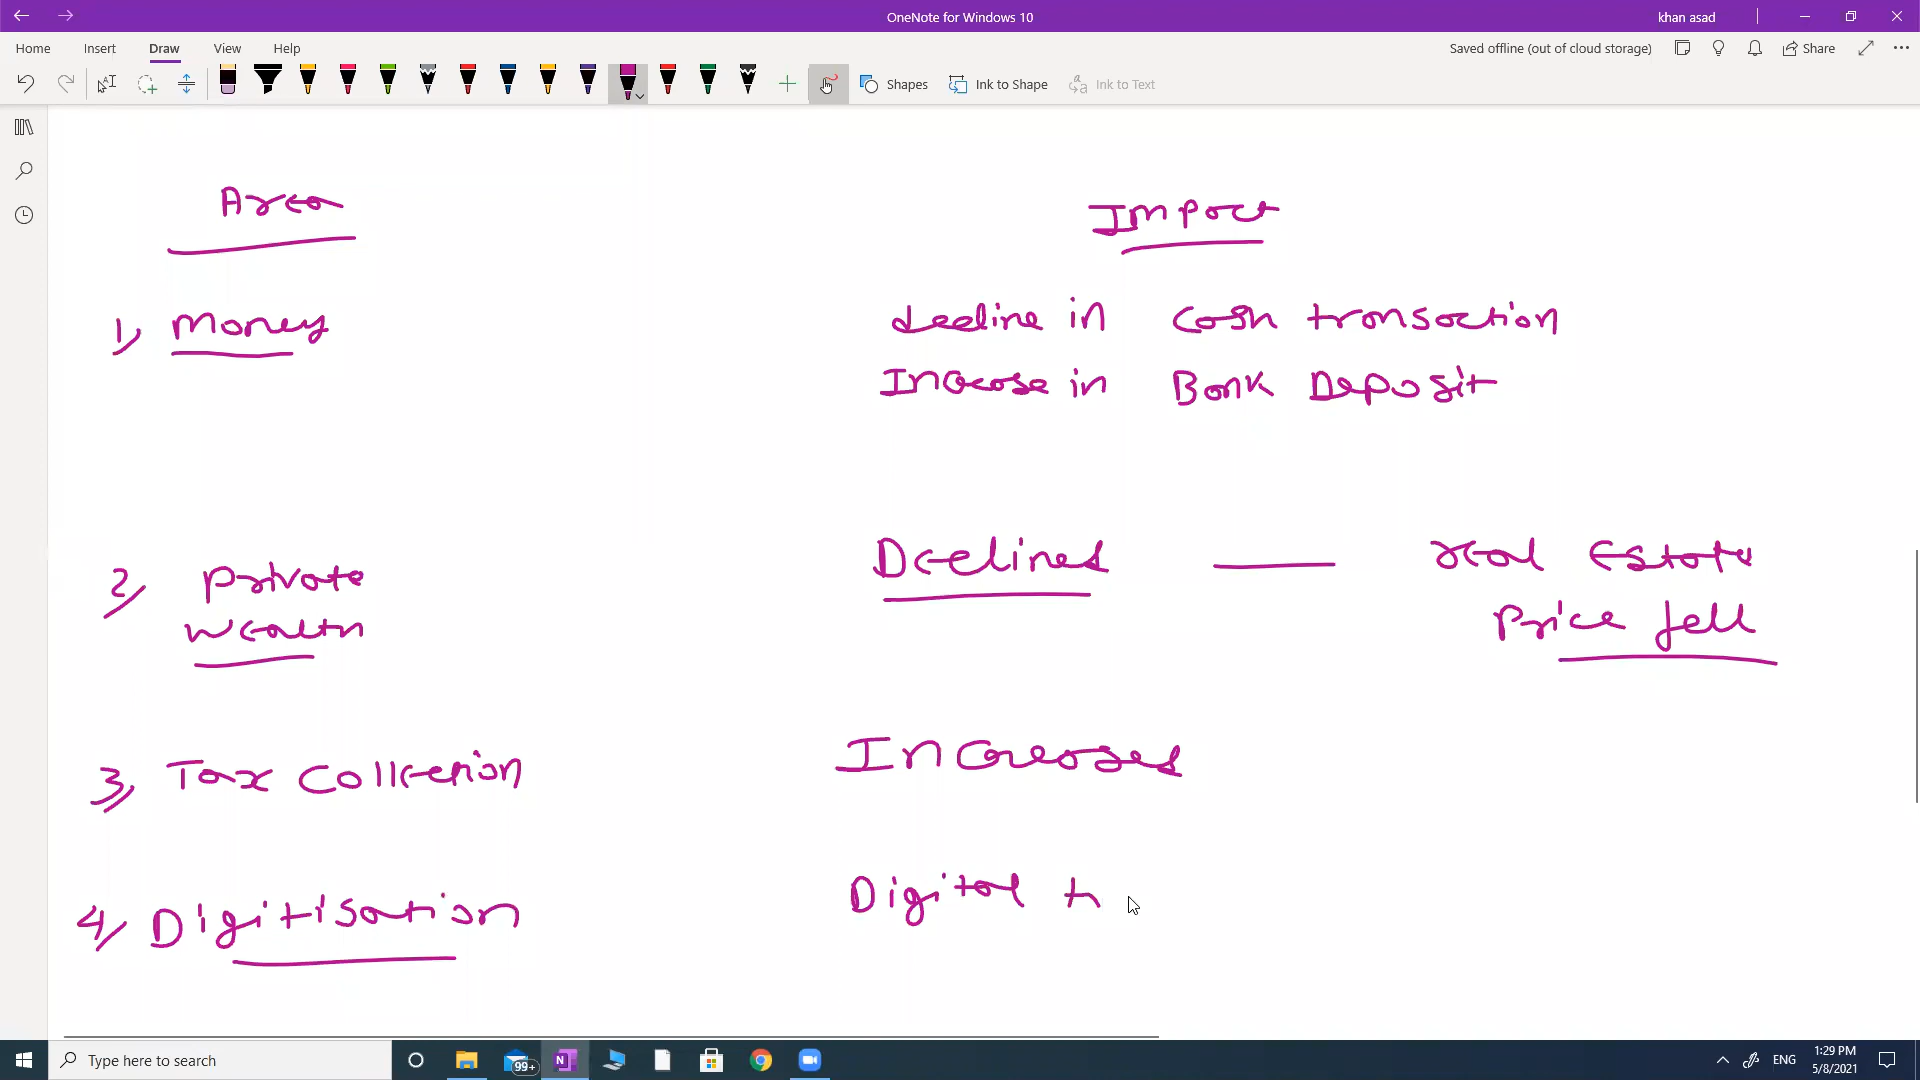 OneNote for Windows 10
khan asad
Home Insert Draw View Help
Saved offline (out of cloud storage)
Share
Shapes
Ink to Shape
Ink to Text
Area Impact
1, Money decline in Cash transaction
Increase in Bank Deposit
2, Private Wealth Declines — real Estate
Price fell
3, Tax Collection Increases
4, Digitisation Digital tr
Type here to search
99+
ENG
1:29 PM
5/8/2021